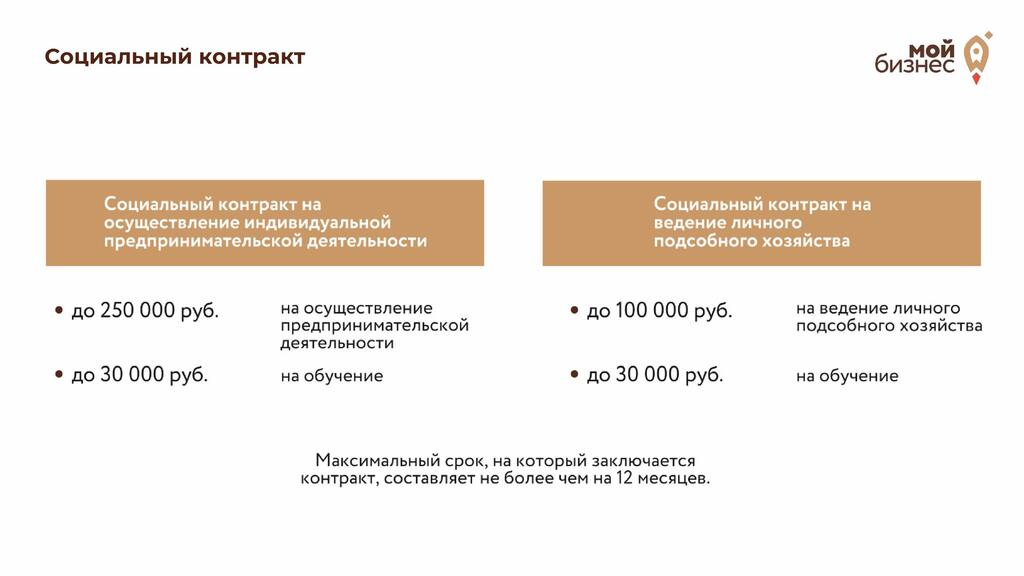 Социальный контракт
мой
бизнес
Социальный контракт на
осуществление индивидуальной
предпринимательской деятельности
• до 250 000 руб.
на осуществление
предпринимательской
деятельности
• до 30 000 руб.
на обучение
Социальный контракт на
ведение личного
подсобного хозяйства
• до 100 000 руб.
на ведение личного
подсобного хозяйства
• до 30 000 руб.
на обучение
Максимальный срок, на который заключается
контракт, составляет не более чем на 12 месяцев.